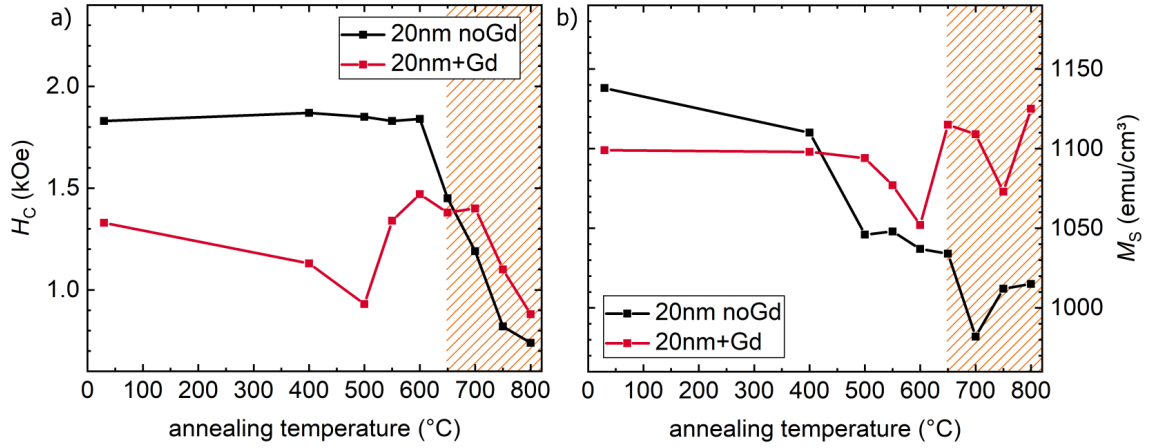 a)
20nm noGd
20nm+Gd
2.0
1.5
1.0
H_C (kOe)
0 100 200 300 400 500 600 700 800
annealing temperature (°C)
b)
20nm noGd
20nm+Gd
1150
1100
1050
1000
M_S (emu/cm³)
0 100 200 300 400 500 600 700 800
annealing temperature (°C)